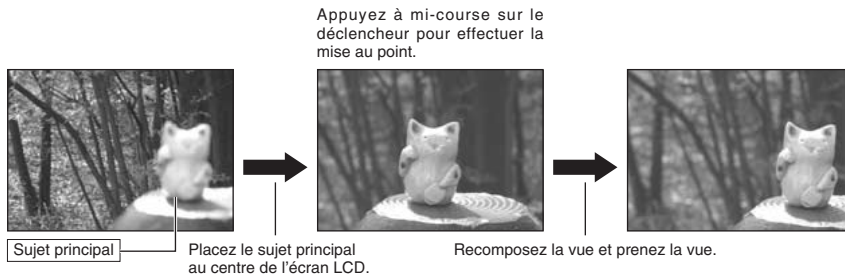 Appuyez à mi-course sur le
déclencheur pour effectuer la
mise au point.
Sujet principal
Placez le sujet principal
au centre de l'écran LCD.
Recomposez la vue et prenez la vue.